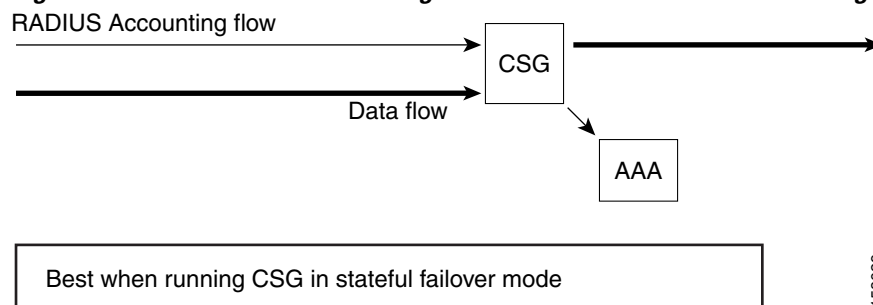 RADIUS Accounting flow
CSG
Data flow
AAA
Best when running CSG in stateful failover mode